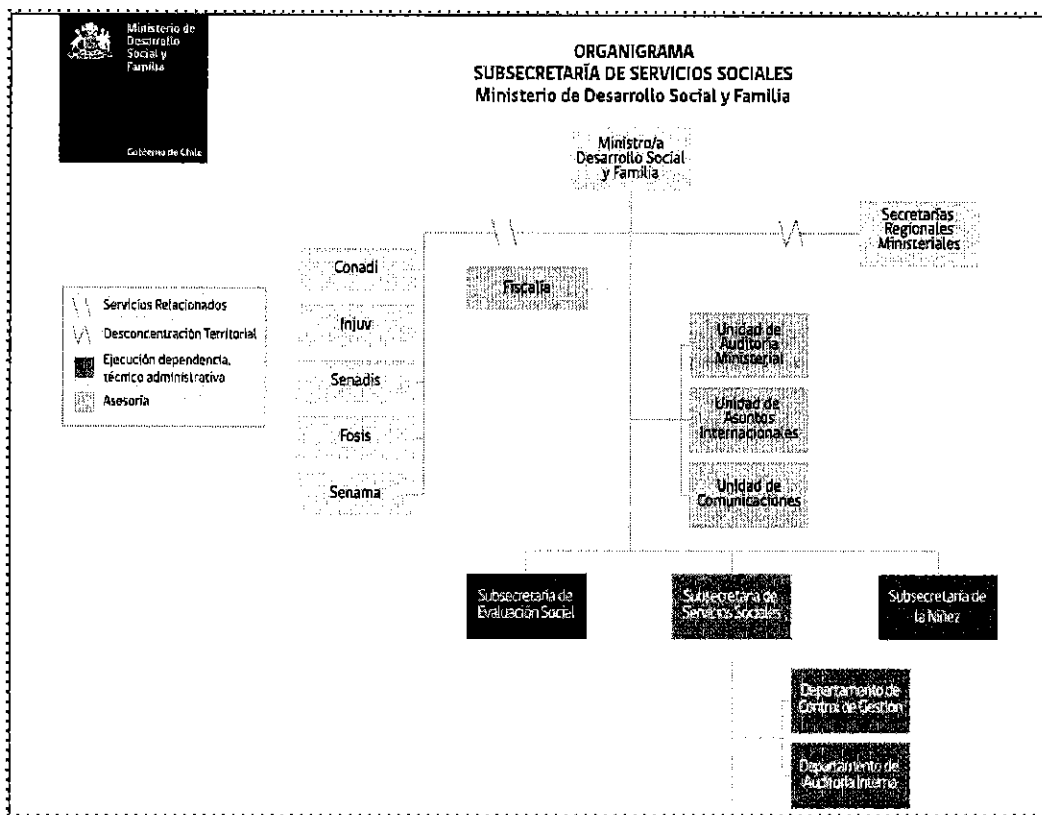 Ministerio de
Desarrollo
Social y
Familia
Gobierno de Chile
ORGANIGRAMA
SUBSECRETARÍA DE SERVICIOS SOCIALES
Ministerio de Desarrollo Social y Familia
Ministro/a
Desarrollo Social
y Familia
Secretarías
Regionales
Ministeriales
Conadi
Fiscalía
Servicios Relacionados
Desconcentración Territorial
Ejecución dependencia,
técnico administrativa
Asesoría
Injuv
Unidad de
Auditoría
Ministerial
Senadis
Unidad de
Asuntos
Internacionales
Fosis
Senama
Unidad de
Comunicaciones
Subsecretaría de
Evaluación Social
Subsecretaría de
Servicios Sociales
Subsecretaría de
la Niñez
Departamento de
Control de Gestión
Departamento de
Auditoría Interna